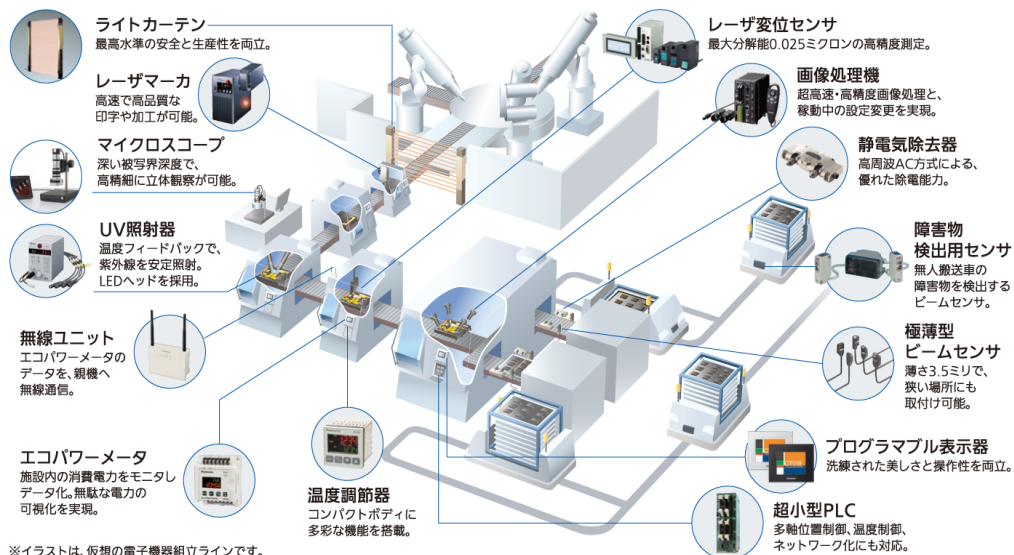 ライトカーテン
最高水準の安全と生産性を両立。
レーザマーカ
高速で高品質な
印字や加工が可能。
マイクロスコープ
深い被写界深度で、
高精細に立体観察が可能。
UV照射器
温度フィードバックで、
紫外線を安定照射。
LEDヘッドを採用。
無線ユニット
エコパワーメータの
データを、親機へ
無線通信。
エコパワーメータ
施設内の消費電力をモニタし
データ化。無駄な電力の
可視化を実現。
温度調節器
コンパクトボディに
多彩な機能を搭載。
レーザ変位センサ
最大分解能0.025ミクロンの高精度測定。
画像処理機
超高速・高精度画像処理と、
稼動中の設定変更を実現。
静電気除去器
高周波AC方式による、
優れた除電能力。
障害物
検出用センサ
無人搬送車の
障害物を検出する
ビームセンサ。
極薄型
ビームセンサ
薄さ3.5ミリで、
狭い場所にも
取付け可能。
プログラマブル表示器
洗練された美しさと操作性を両立。
超小型PLC
多軸位置制御、温度制御、
ネットワーク化にも対応。
※イラストは、仮想の電子機器組立ラインです。